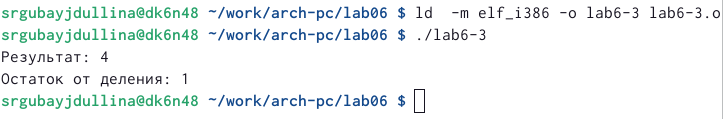 srgubayjdullina@dk6n48 ~/work/arch-pc/lab06 $ ld  -m elf_i386 -o lab6-3 lab6-3.o
srgubayjdullina@dk6n48 ~/work/arch-pc/lab06 $ ./lab6-3
Результат: 4
Остаток от деления: 1
srgubayjdullina@dk6n48 ~/work/arch-pc/lab06 $